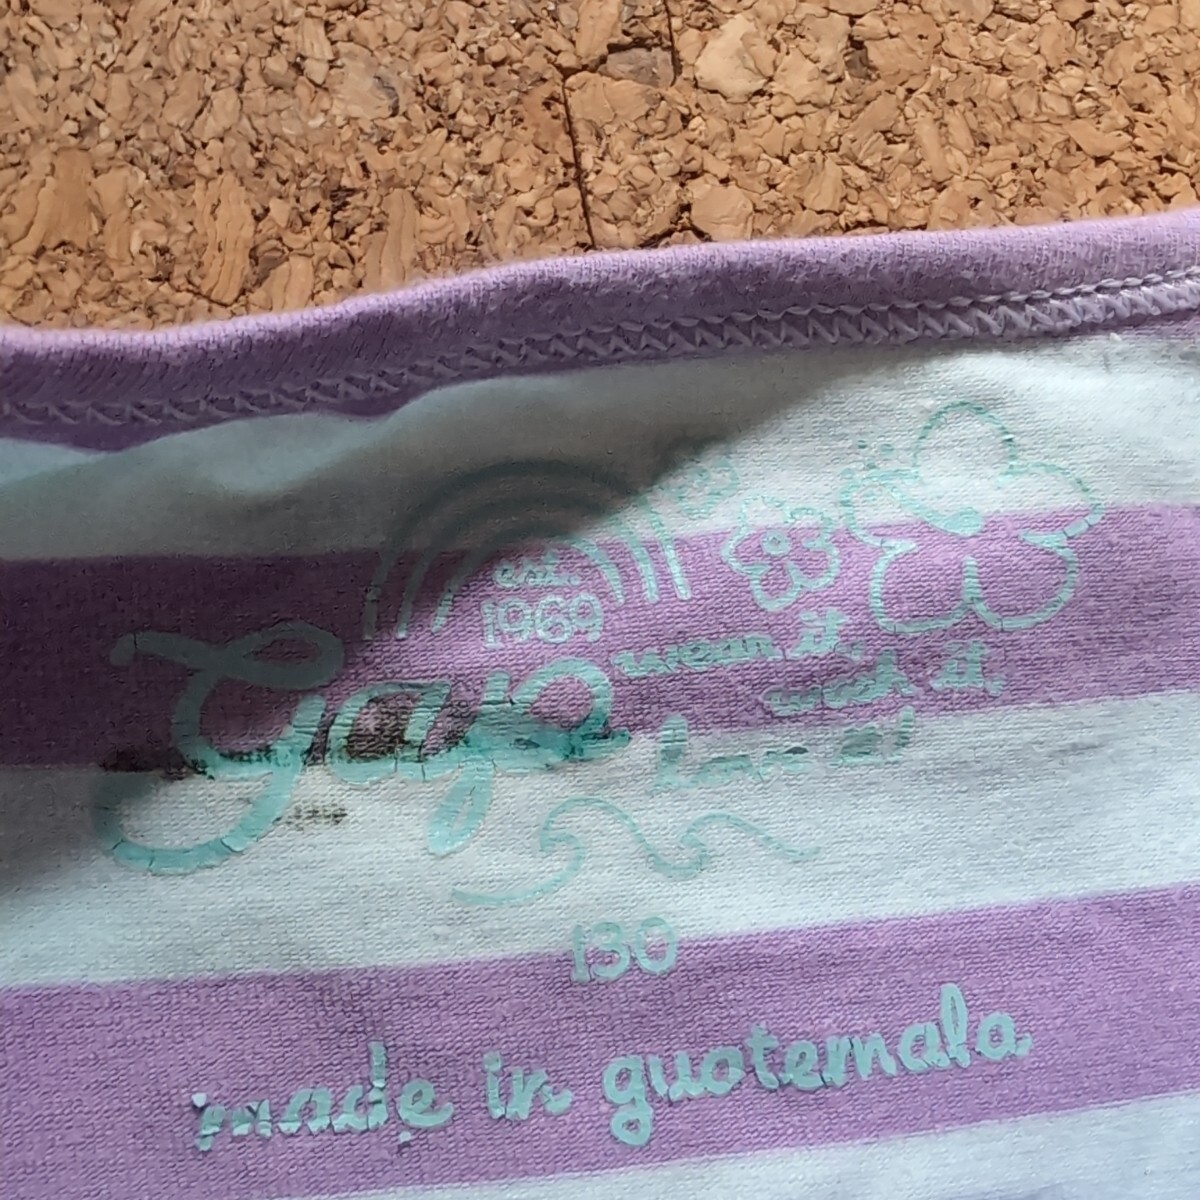 est.
1969
Gap
wear it,
wash it,
love it!
130
made in guatemala